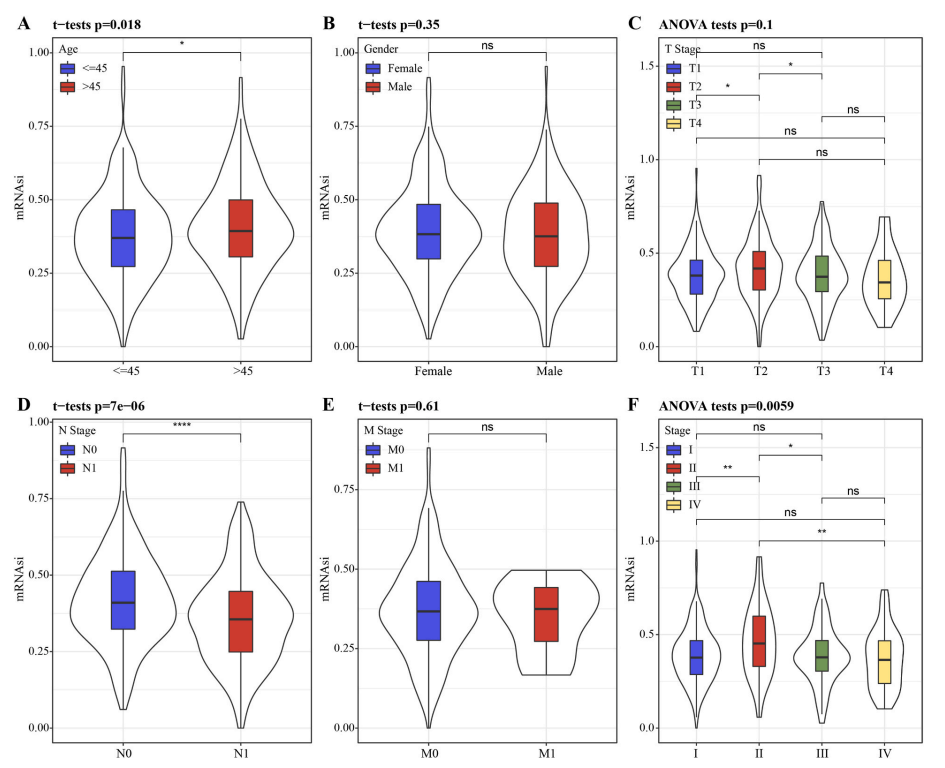 A t−tests p=0.018
Age
<=45
>45
*
mRNAsi
1.00
0.75
0.50
0.25
0.00
<=45 >45
B t−tests p=0.35
Gender
Female
Male
ns
mRNAsi
1.00
0.75
0.50
0.25
0.00
Female Male
C ANOVA tests p=0.1
T Stage
T1
T2
T3
T4
ns
*
*
ns
ns
ns
mRNAsi
1.5
1.0
0.5
0.0
T1 T2 T3 T4
D t−tests p=7e−06
N Stage
N0
N1
****
mRNAsi
1.00
0.75
0.50
0.25
0.00
N0 N1
E t−tests p=0.61
M Stage
M0
M1
ns
mRNAsi
0.75
0.50
0.25
0.00
M0 M1
F ANOVA tests p=0.0059
Stage
I
II
III
IV
ns
*
**
ns
ns
**
mRNAsi
1.5
1.0
0.5
0.0
I II III IV